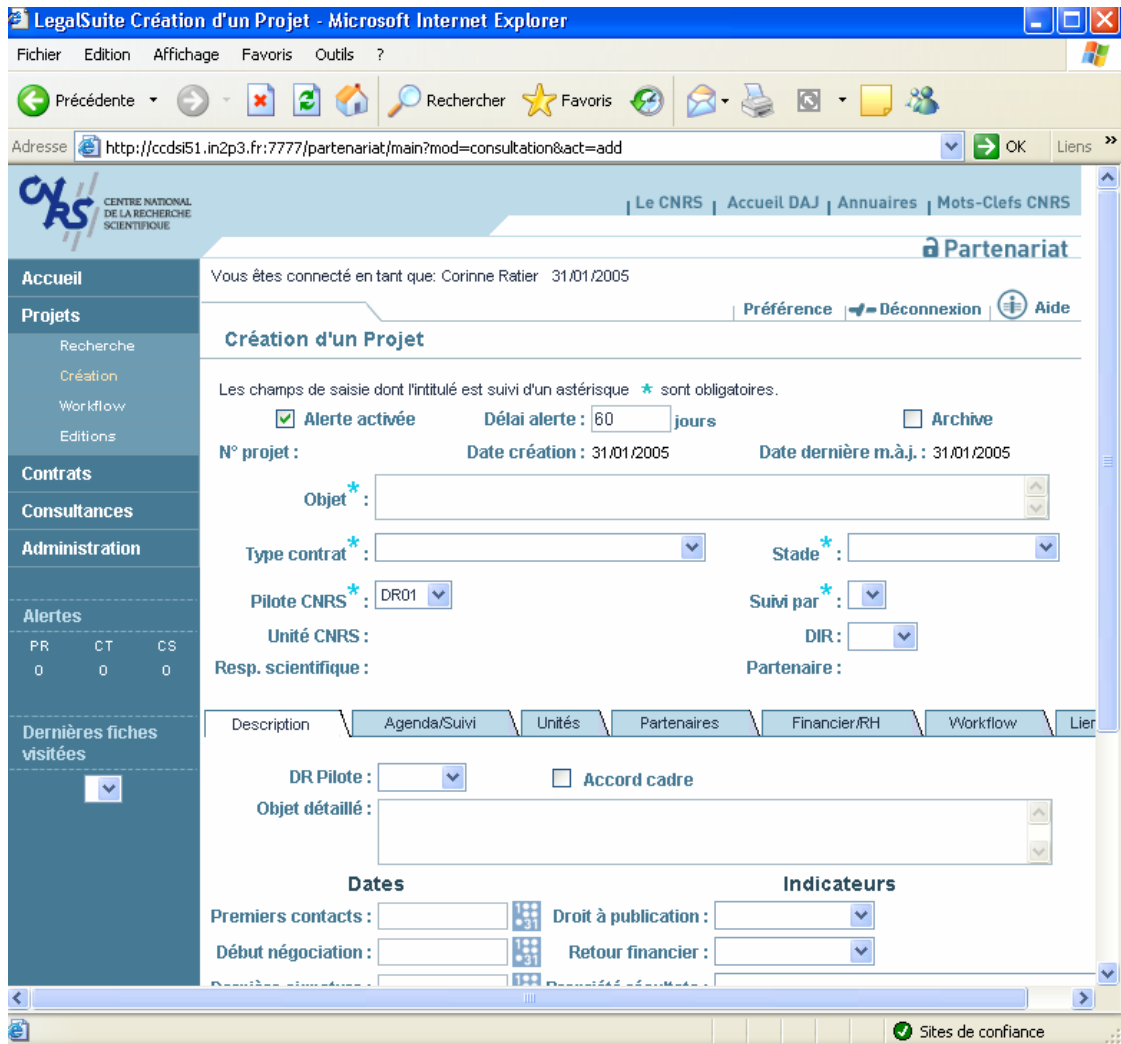 LegalSuite Création d'un Projet - Microsoft Internet Explorer
Fichier Edition Affichage Favoris Outils ?
Précédente Rechercher Favoris
Adresse http://ccdsi51.in2p3.fr:7777/partenariat/main?mod=consultation&act=add OK Liens »
CNRS CENTRE NATIONAL
DE LA RECHERCHE
SCIENTIFIQUE
Le CNRS | Accueil DAJ | Annuaires | Mots-Clefs CNRS
Partenariat
Accueil
Projets
Recherche
Création
Workflow
Editions
Contrats
Consultances
Administration
Alertes
PR CT CS
0 0 0
Dernières fiches
visitées
Vous êtes connecté en tant que: Corinne Ratier 31/01/2005
| Préférence | Déconnexion | Aide
Création d'un Projet
Les champs de saisie dont l'intitulé est suivi d'un astérisque * sont obligatoires.
Alerte activée Délai alerte : 60 jours Archive
N° projet : Date création : 31/01/2005 Date dernière m.à.j. : 31/01/2005
Objet* :
Type contrat* : Stade* :
Pilote CNRS* : DR01 Suivi par* :
Unité CNRS : DIR :
Resp. scientifique : Partenaire :
Description Agenda/Suivi Unités Partenaires Financier/RH Workflow Lier
DR Pilote : Accord cadre
Objet détaillé :
Dates Indicateurs
Premiers contacts : Droit à publication :
Début négociation : Retour financier :
Sites de confiance